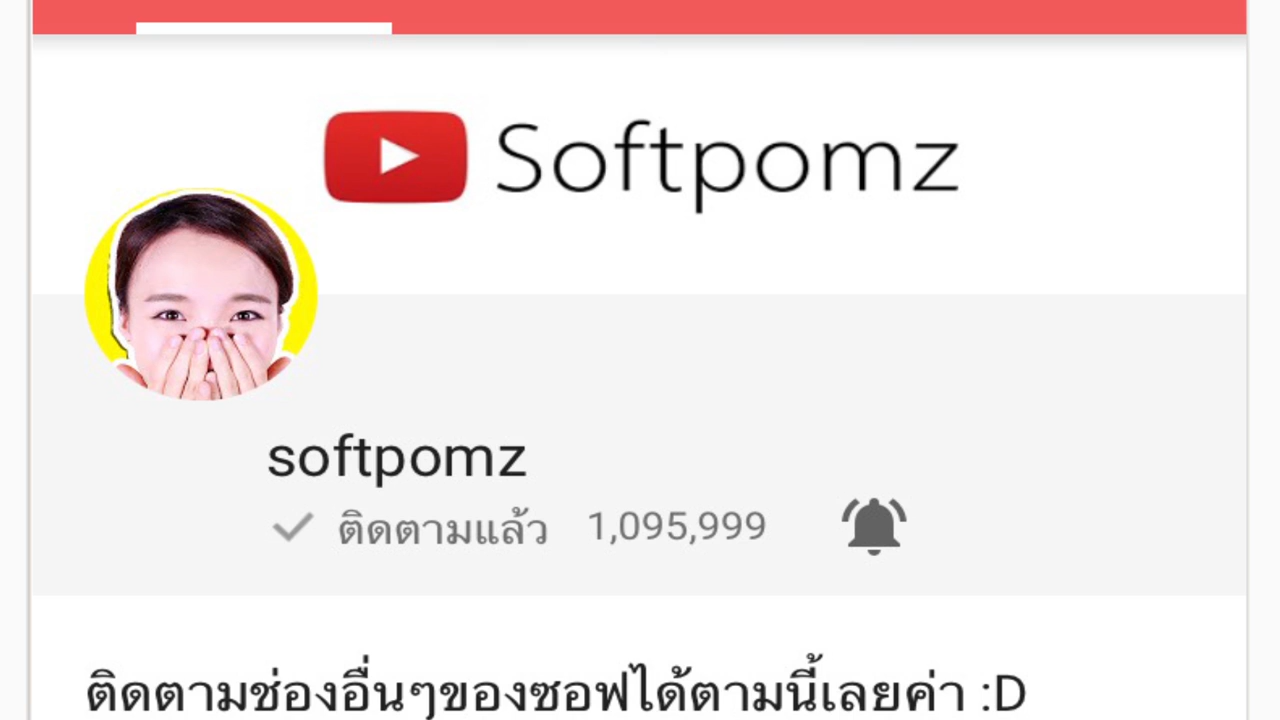 Softpomz
softpomz
ติดตามแล้ว 1,095,999
ติดตามช่องอื่นๆของซอฟได้ตามนี้เลยค่า :D